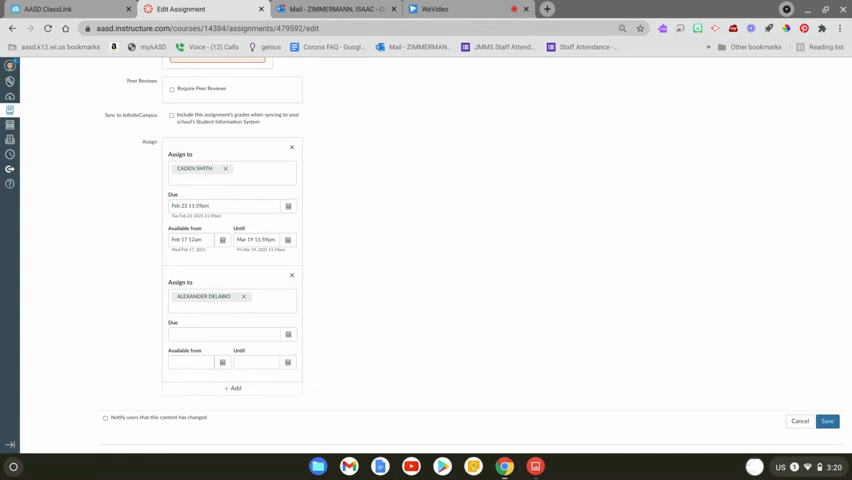 AASD ClassLink
Edit Assignment
Mail - ZIMMERMANN, ISAAC - O
WeVideo
aasd.instructure.com/courses/14384/assignments/479592/edit
aasd.k12.wi.us bookmarks
myAASD
Voice - (12) Calls
genius
Corona FAQ - Googl...
Mail - ZIMMERMAN...
JMMS Staff Attend...
Staff Attendance -...
»
Other bookmarks
Reading list
Peer Reviews
Require Peer Reviews
Sync to InfiniteCampus
Include this assignment's grades when syncing to your
school's Student Information System
Assign
Assign to
CADEN SMITH
Due
Feb 23 11:59pm
Tue Feb 23, 2021 11:59pm
Available from
Until
Feb 17 12am
Mar 19 11:59pm
Wed Feb 17, 2021
Fri Mar 19, 2021 11:59pm
Assign to
ALEXANDER DELABIO
Due
Available from
Until
+ Add
Notify users that this content has changed
Cancel
Save
US
1
3:20